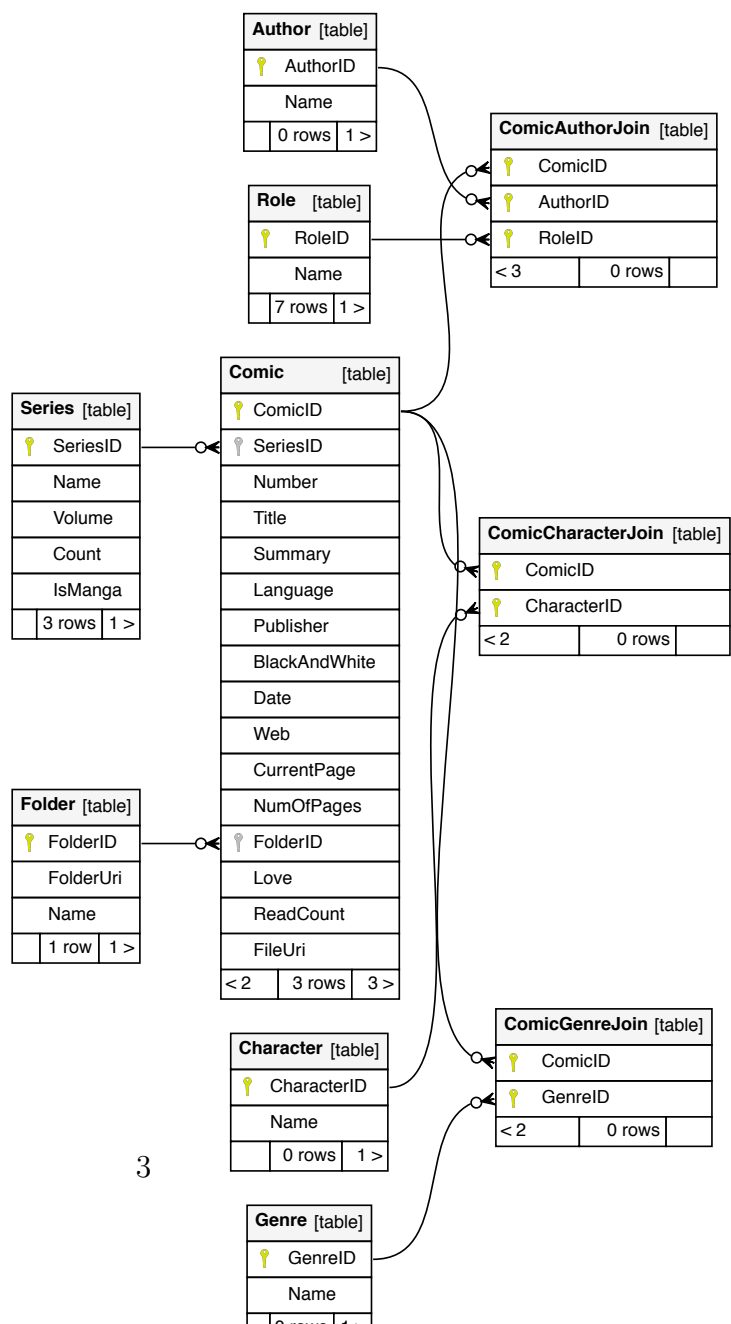 Author [table]
AuthorID
Name
0 rows 1 >
ComicAuthorJoin [table]
ComicID
AuthorID
RoleID
< 3 0 rows
Role [table]
RoleID
Name
7 rows 1 >
Comic [table]
ComicID
SeriesID
Number
Title
Summary
Language
Publisher
BlackAndWhite
Date
Web
CurrentPage
NumOfPages
FolderID
Love
ReadCount
FileUri
< 2 3 rows 3 >
Series [table]
SeriesID
Name
Volume
Count
IsManga
3 rows 1 >
ComicCharacterJoin [table]
ComicID
CharacterID
< 2 0 rows
Folder [table]
FolderID
FolderUri
Name
1 row 1 >
ComicGenreJoin [table]
ComicID
GenreID
< 2 0 rows
Character [table]
CharacterID
Name
0 rows 1 >
3
Genre [table]
GenreID
Name
rows 1 >